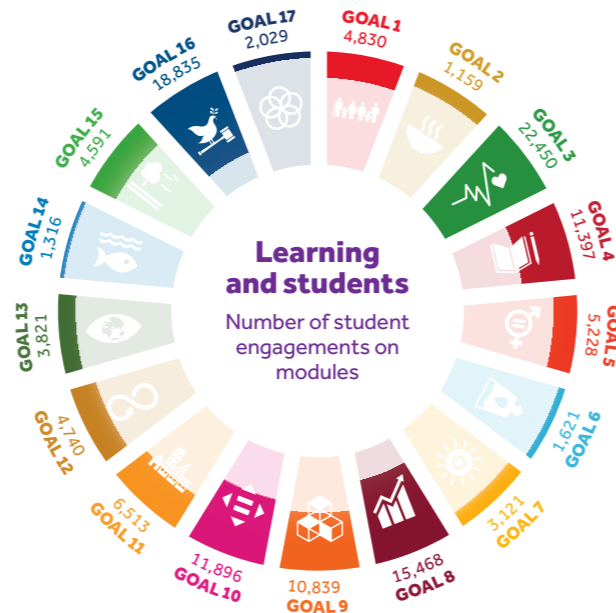 GOAL 1
4,830
GOAL 2
1,159
GOAL 3
22,450
GOAL 4
11,397
GOAL 5
5,228
GOAL 6
1,621
GOAL 7
3,121
15,468
GOAL 8
10,839
GOAL 9
11,896
GOAL 10
6,513
GOAL 11
4,740
GOAL 12
GOAL 13
3,821
GOAL 14
1,316
GOAL 15
4,591
GOAL 16
18,835
GOAL 17
2,029
Learning
and students
Number of student
engagements on
modules